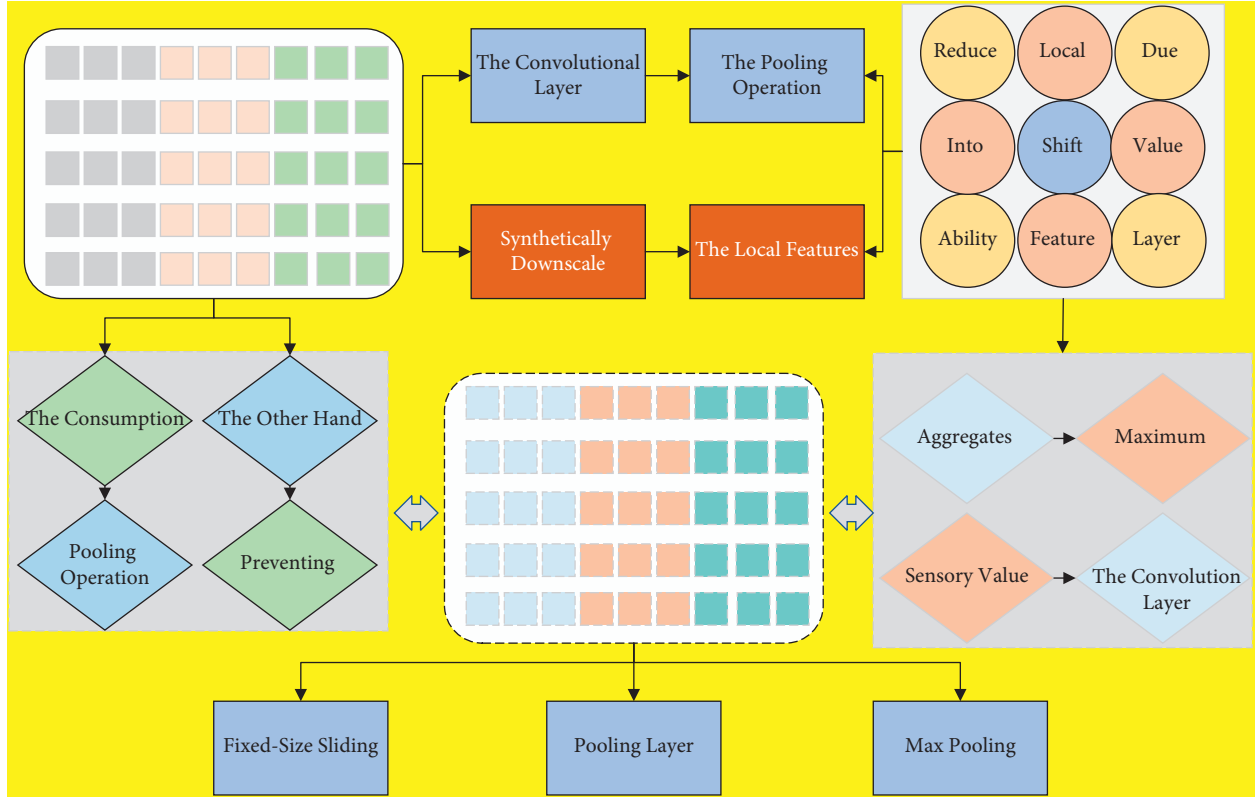 The Convolutional
Layer
The Pooling
Operation
Reduce
Local
Due
Into
Shift
Value
Ability
Feature
Layer
Synthetically
Downscale
The Local Features
The Consumption
The Other Hand
Pooling
Operation
Preventing
Aggregates
Maximum
Sensory Value
The Convolution
Layer
Fixed-Size Sliding
Pooling Layer
Max Pooling